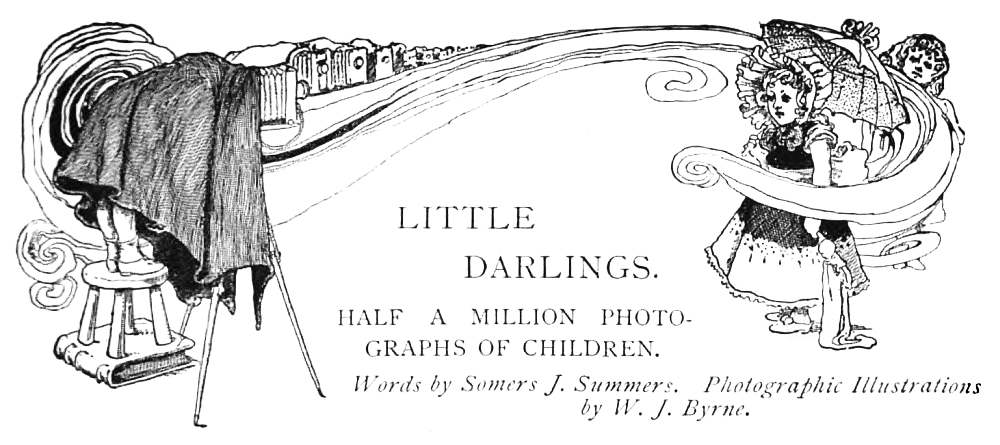 LITTLE
DARLINGS.
HALF A MILLION PHOTO-
GRAPHS OF CHILDREN.
Words by Somers J. Summers. Photographic Illustrations
by W. J. Byrne.